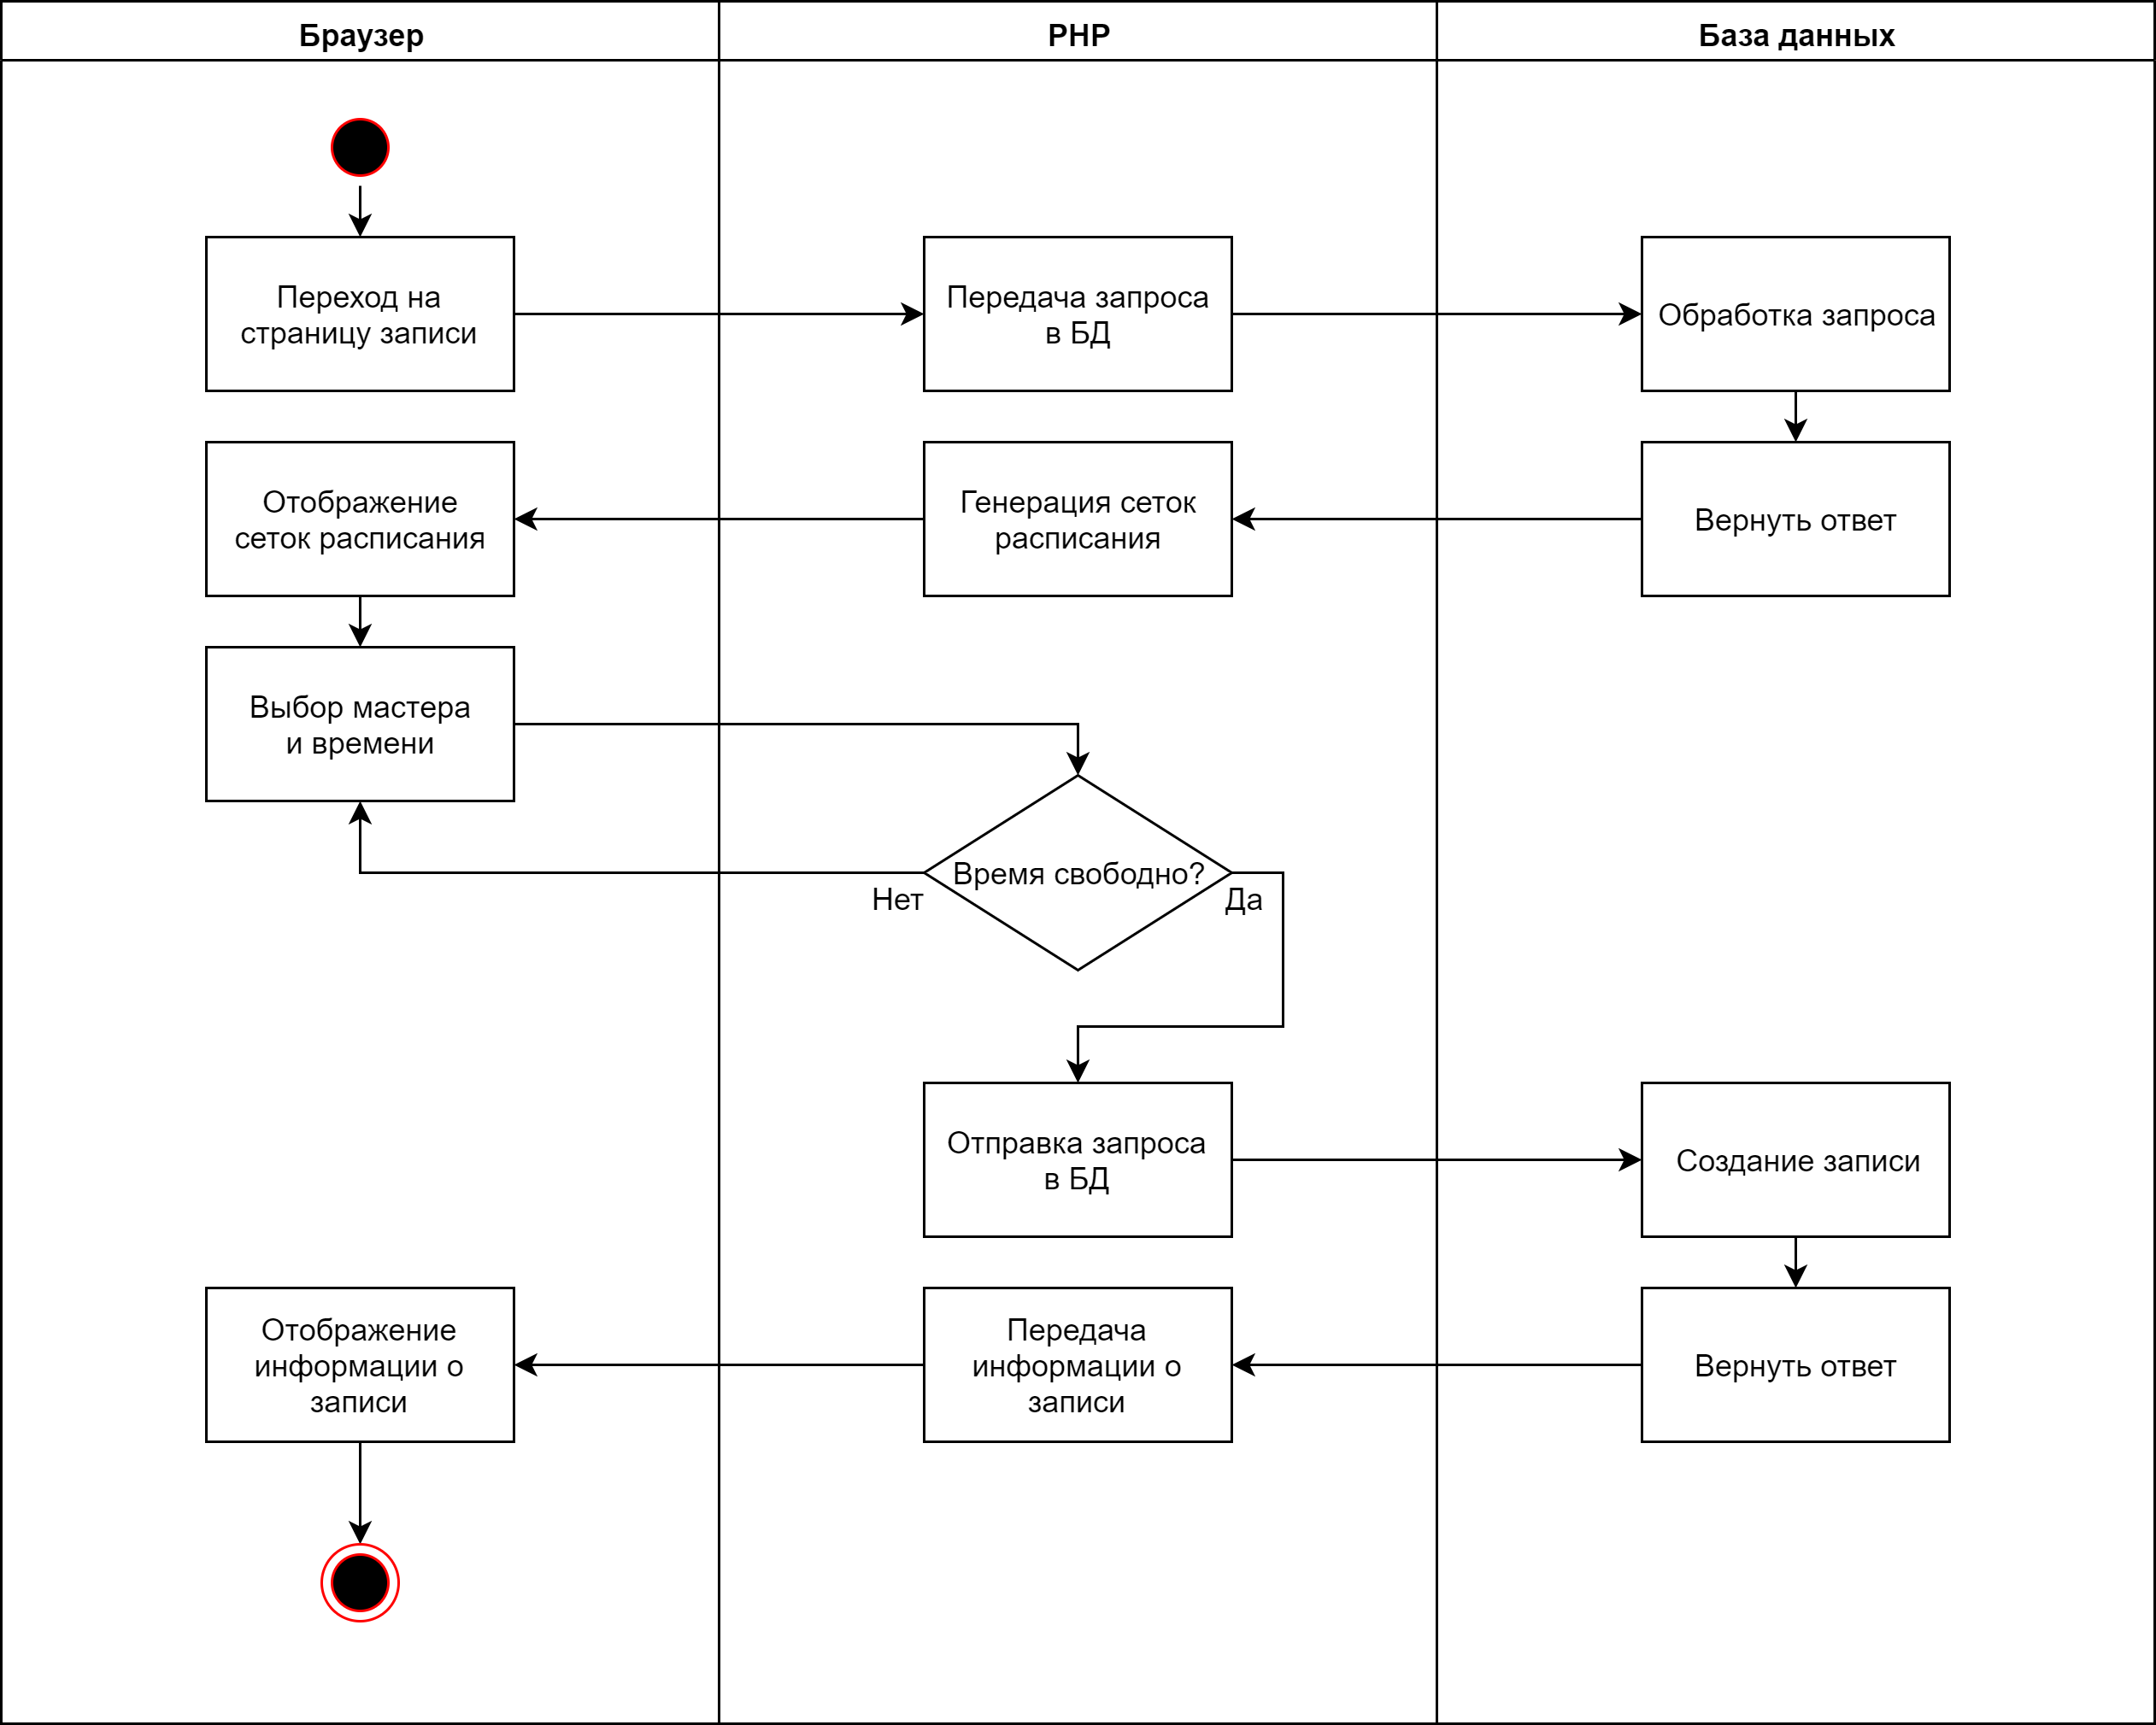 Браузер
PHP
База данных
Переход на
страницу записи
Передача запроса
в БД
Обработка запроса
Отображение
сеток расписания
Генерация сеток
расписания
Вернуть ответ
Выбор мастера
и времени
Время свободно?
Нет
Да
Отправка запроса
в БД
Создание записи
Отображение
информации о
записи
Передача
информации о
записи
Вернуть ответ